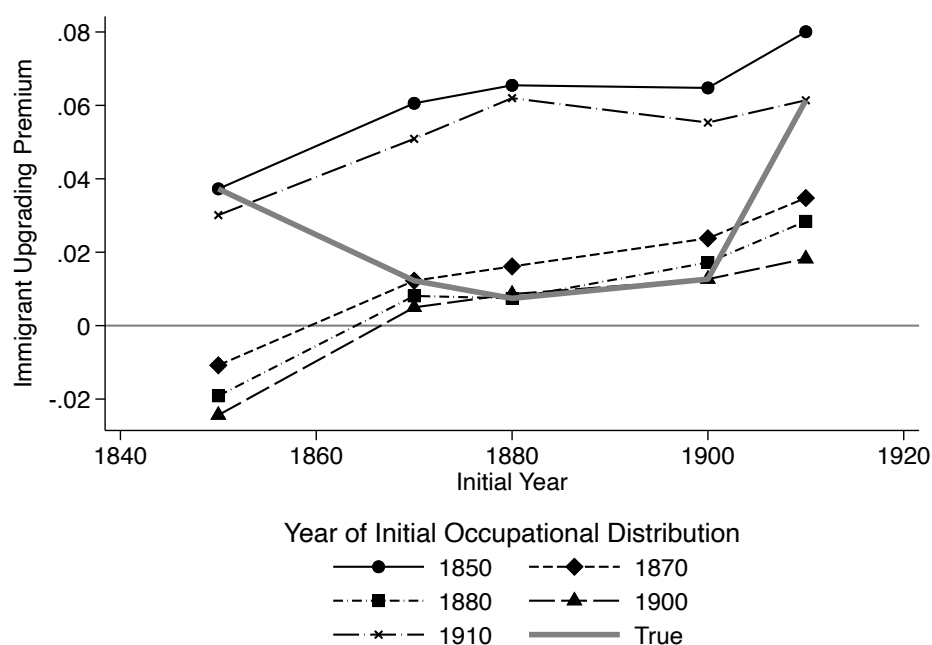 Immigrant Upgrading Premium
.08
.06
.04
.02
0
-.02
1840 1860 1880 1900 1920
Initial Year
Year of Initial Occupational Distribution
1850 1870
1880 1900
1910 True